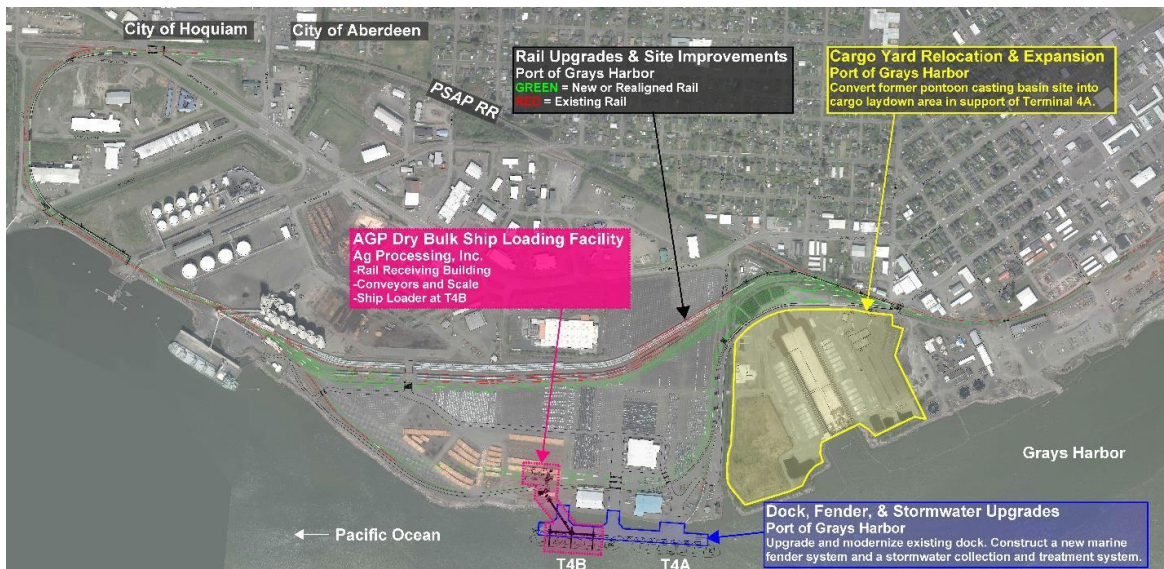 City of Hoquiam
City of Aberdeen
PSAP RR
Rail Upgrades & Site Improvements
Port of Grays Harbor
GREEN = New or Realigned Rail
RED = Existing Rail
Cargo Yard Relocation & Expansion
Port of Grays Harbor
Convert former pontoon casting basin site into
cargo laydown area in support of Terminal 4A.
AGP Dry Bulk Ship Loading Facility
Ag Processing, Inc.
-Rail Receiving Building
-Conveyors and Scale
-Ship Loader at T4B
Grays Harbor
Dock, Fender, & Stormwater Upgrades
Port of Grays Harbor
Upgrade and modernize existing dock. Construct a new marine
fender system and a stormwater collection and treatment system.
Pacific Ocean
T4B
T4A